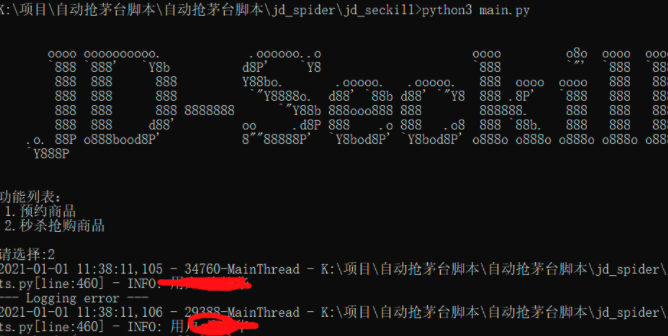 K:\项目\自动抢茅台脚本\自动抢茅台脚本\jd_spider\jd_seckill>python3 main.py
JD-Seckill
功能列表：
1.预约商品
2.秒杀抢购商品
请选择:2
2021-01-01 11:38:11,105 - 34760-MainThread - K:\项目\自动抢茅台脚本\自动抢茅台脚本\jd_spider\
ts.py[line:460] - INFO: 用
--- Logging error ---
2021-01-01 11:38:11,106 - 29388-MainThread - K:\项目\自动抢茅台脚本\自动抢茅台脚本\jd_spider\
ts.py[line:460] - INFO: 用户